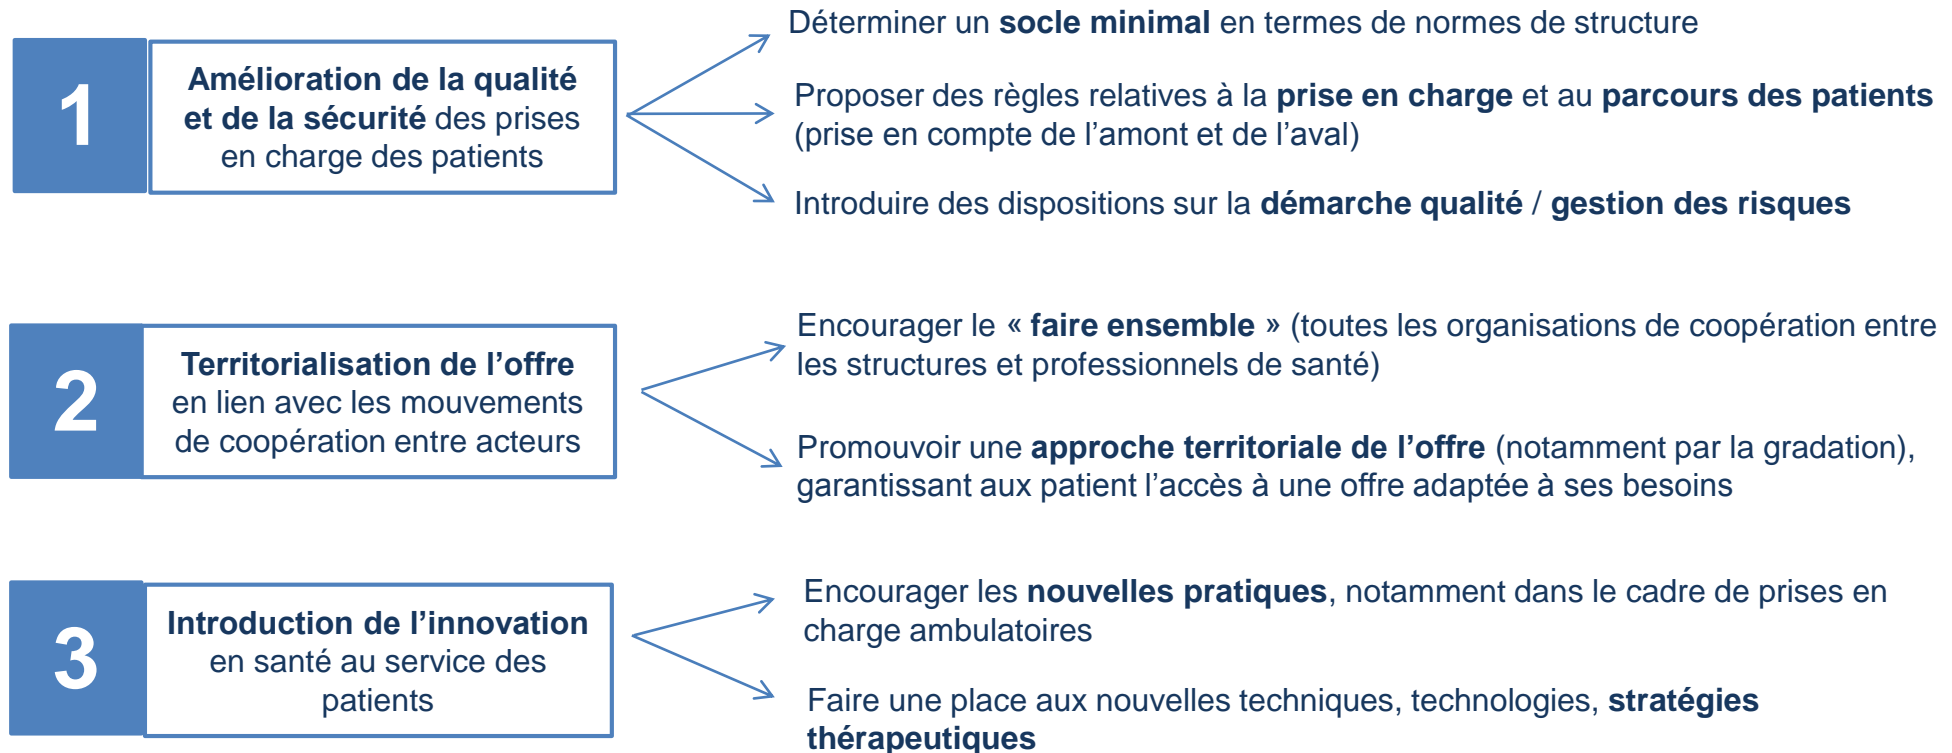 1
Amélioration de la qualité
et de la sécurité des prises
en charge des patients
Déterminer un socle minimal en termes de normes de structure
Proposer des règles relatives à la prise en charge et au parcours des patients
(prise en compte de l’amont et de l’aval)
Introduire des dispositions sur la démarche qualité / gestion des risques
2
Territorialisation de l’offre
en lien avec les mouvements
de coopération entre acteurs
Encourager le « faire ensemble » (toutes les organisations de coopération entre
les structures et professionnels de santé)
Promouvoir une approche territoriale de l’offre (notamment par la gradation),
garantissant aux patient l’accès à une offre adaptée à ses besoins
3
Introduction de l’innovation
en santé au service des
patients
Encourager les nouvelles pratiques, notamment dans le cadre de prises en
charge ambulatoires
Faire une place aux nouvelles techniques, technologies, stratégies
thérapeutiques